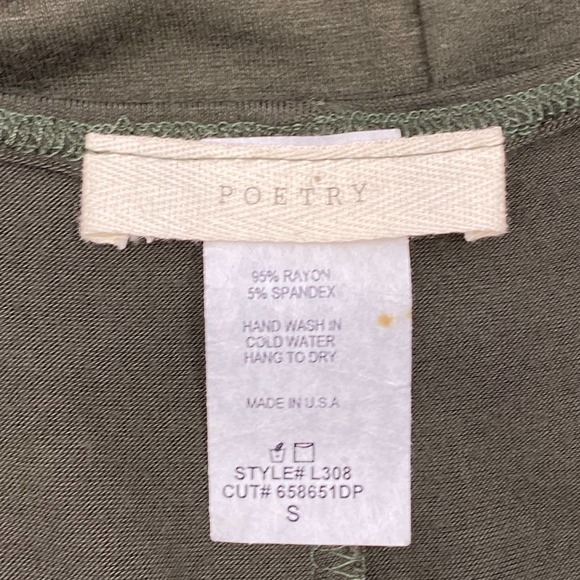 POETRY
95% RAYON
5% SPANDEX
HAND WASH IN
COLD WATER
HANG TO DRY
MADE IN U.S.A
STYLE# L308
CUT# 658651DP
S